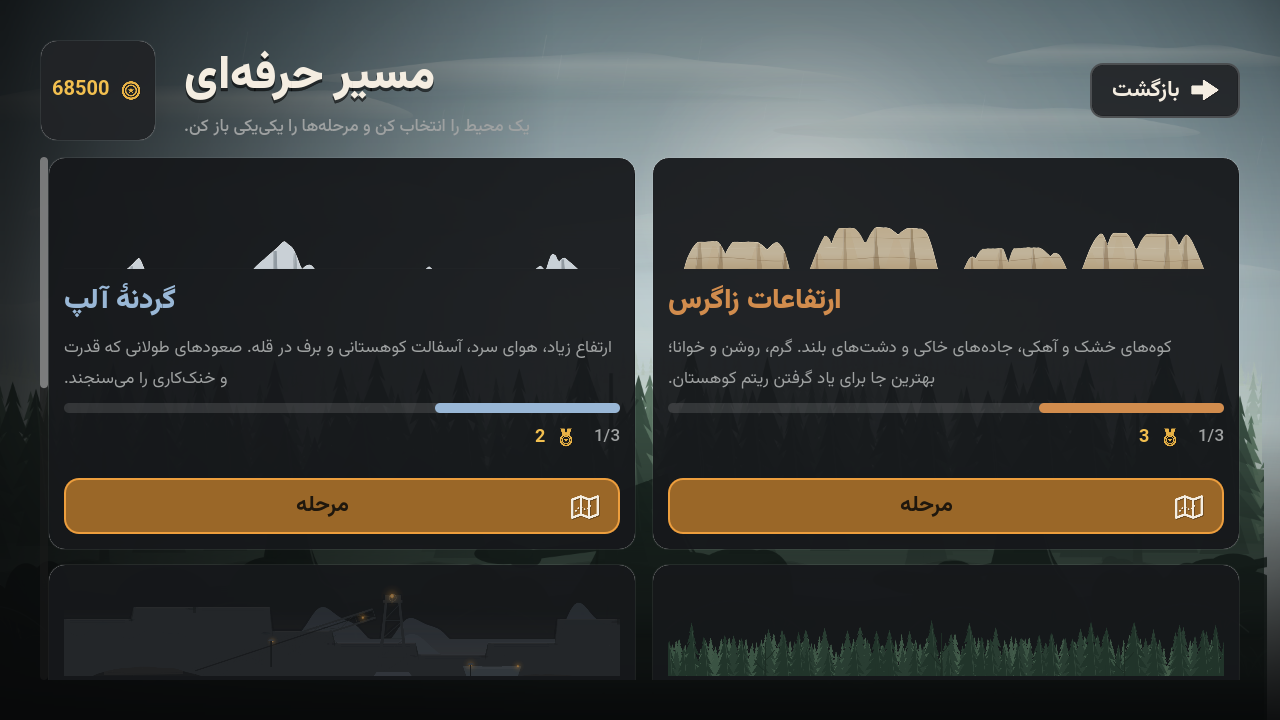 بازگشت
مسیر حرفه‌ای
یک محیط را انتخاب کن و مرحله‌ها را یکی‌یکی باز کن.
68500
ارتفاعات زاگرس
کوه‌های خشک و آهکی، جاده‌های خاکی و دشت‌های بلند. گرم، روشن و خوانا؛
بهترین جا برای یاد گرفتن ریتم کوهستان.
1/3 3
مرحله
گردنهٔ آلپ
ارتفاع زیاد، هوای سرد، آسفالت کوهستانی و برف در قله. صعودهای طولانی که قدرت
و خنک‌کاری را می‌سنجند.
1/3 2
مرحله